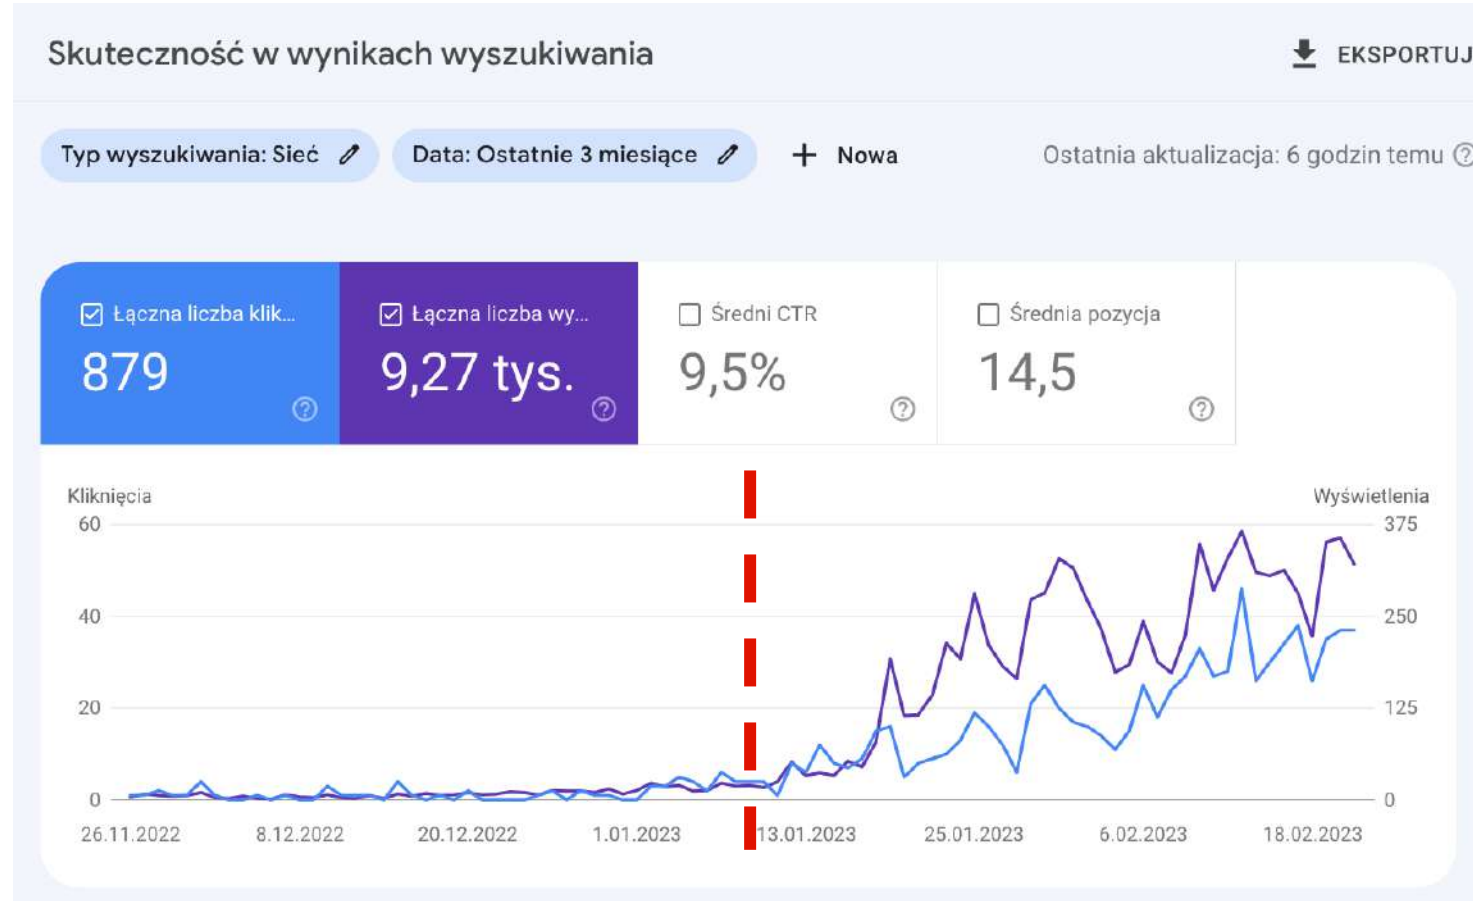 Skuteczność w wynikach wyszukiwania
EKSPORTUJ
Typ wyszukiwania: Sieć
Data: Ostatnie 3 miesiące
+ Nowa
Ostatnia aktualizacja: 6 godzin temu
Łączna liczba klik...
879
Łączna liczba wy...
9,27 tys.
Średni CTR
9,5%
Średnia pozycja
14,5
Kliknięcia
Wyświetlenia
60
375
40
250
20
125
0
0
26.11.2022
8.12.2022
20.12.2022
1.01.2023
13.01.2023
25.01.2023
6.02.2023
18.02.2023